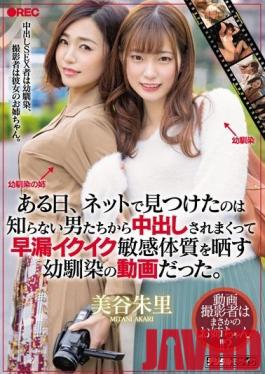 ●REC
中出しSEX者は幼馴染、
撮影者は彼女のお姉ちゃん。
幼馴染の姉
幼馴染
ある日、ネットで見つけたのは
知らない男たちから中出しされまくって
早漏イクイク敏感体質を晒す
幼馴染の動画だった。
美谷朱里
MITANI AKARI
動画
撮影者は
まさかの
JAVHD